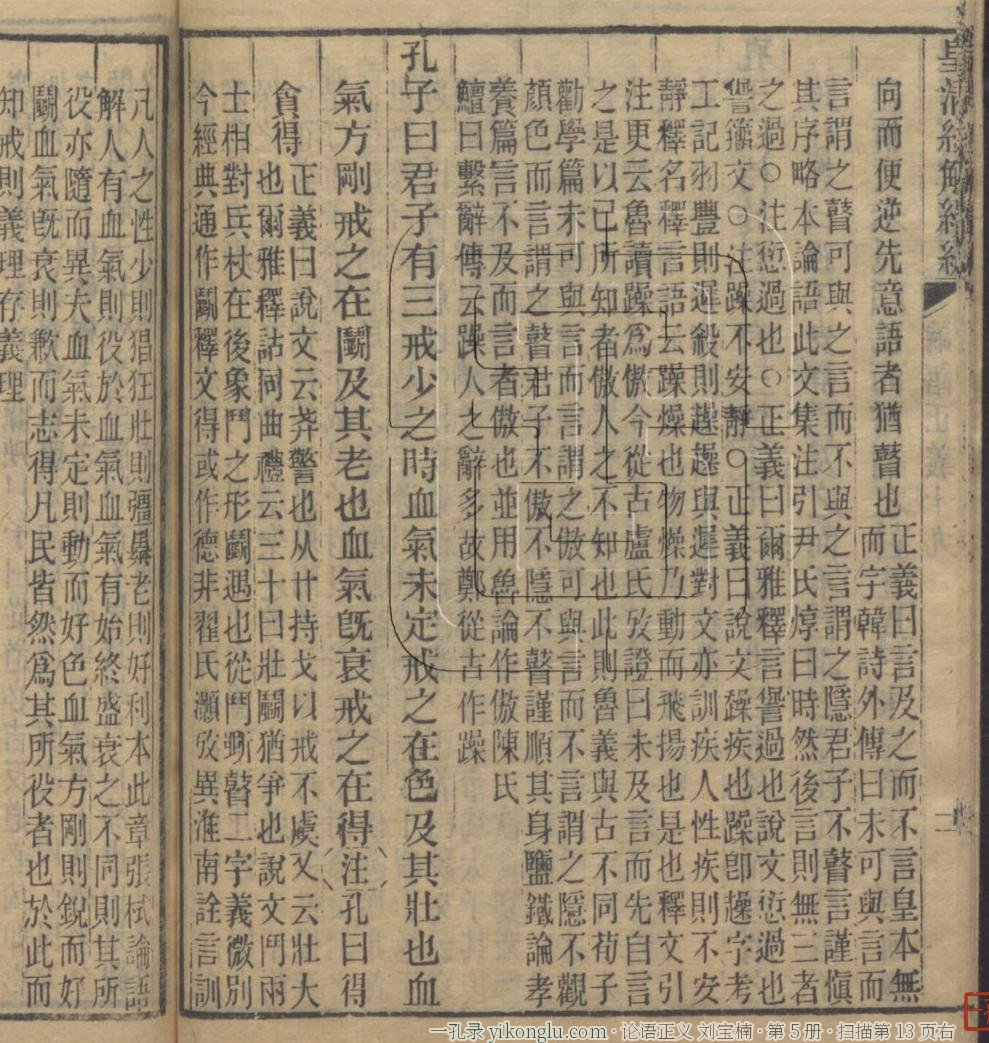 皇清經解續編
向而便逆先意語者猶瞽也
正義曰言及之而不言皇本無
而字韓詩外傳曰未可與言而
言謂之瞽可與之言而不與之言謂之隱君子不瞽言謹慎
其序略本論語此文集注引尹氏焞曰時然後言則無三者
之過○注愆過也○正義曰爾雅釋言諐過也說文愆過也
諐籀文○注躁不安靜○正義曰說文趮疾也躁卽趮字考
工記羽豐則遲殺則趮趮與遲對文亦訓疾人性疾則不安
靜釋名釋言語云躁燥也物燥乃動而飛揚也是也釋文引
注更云魯讀躁爲傲今從古盧氏攷證曰未及言而先自言
之是以已所知者傲人之不知也此則魯義與古不同荀子
勸學篇未可與言而言謂之傲可與言而不言謂之隱不觀
顏色而言謂之瞽君子不傲不隱不瞽謹順其身鹽鐵論孝
養篇言不及而言者傲也並用魯論作傲陳氏
鱣曰繫辭傳云躁人之辭多故鄭從古作躁
孔子曰君子有三戒少之時血氣未定戒之在色及其壯也血
氣方剛戒之在鬭及其老也血氣旣衰戒之在得
注孔曰得
貪得
正義曰說文云戒警也从廾持戈以戒不虞又云壯大
也爾雅釋詁同曲禮云三十曰壯鬭猶爭也說文鬥兩
士相對兵杖在後象鬥之形鬭遇也從鬥斲聲二字義微別
今經典通作鬭釋文得或作德非翟氏灝攷異淮南詮言訓
凡人之性少則猖狂壯則彊暴老則好利本此章張栻論語
解人有血氣則役於血氣血氣有始終盛衰之不同則其所
役亦隨而異夫血氣未定則動而好色血氣方剛則銳而好
鬭血氣旣衰則歉而志得凡民皆然爲其所役者也於此而
知戒則義理存義理
一孔录 yikonglu.com · 论语正义 刘宝楠 · 第 5 册 · 扫描第 13 页右